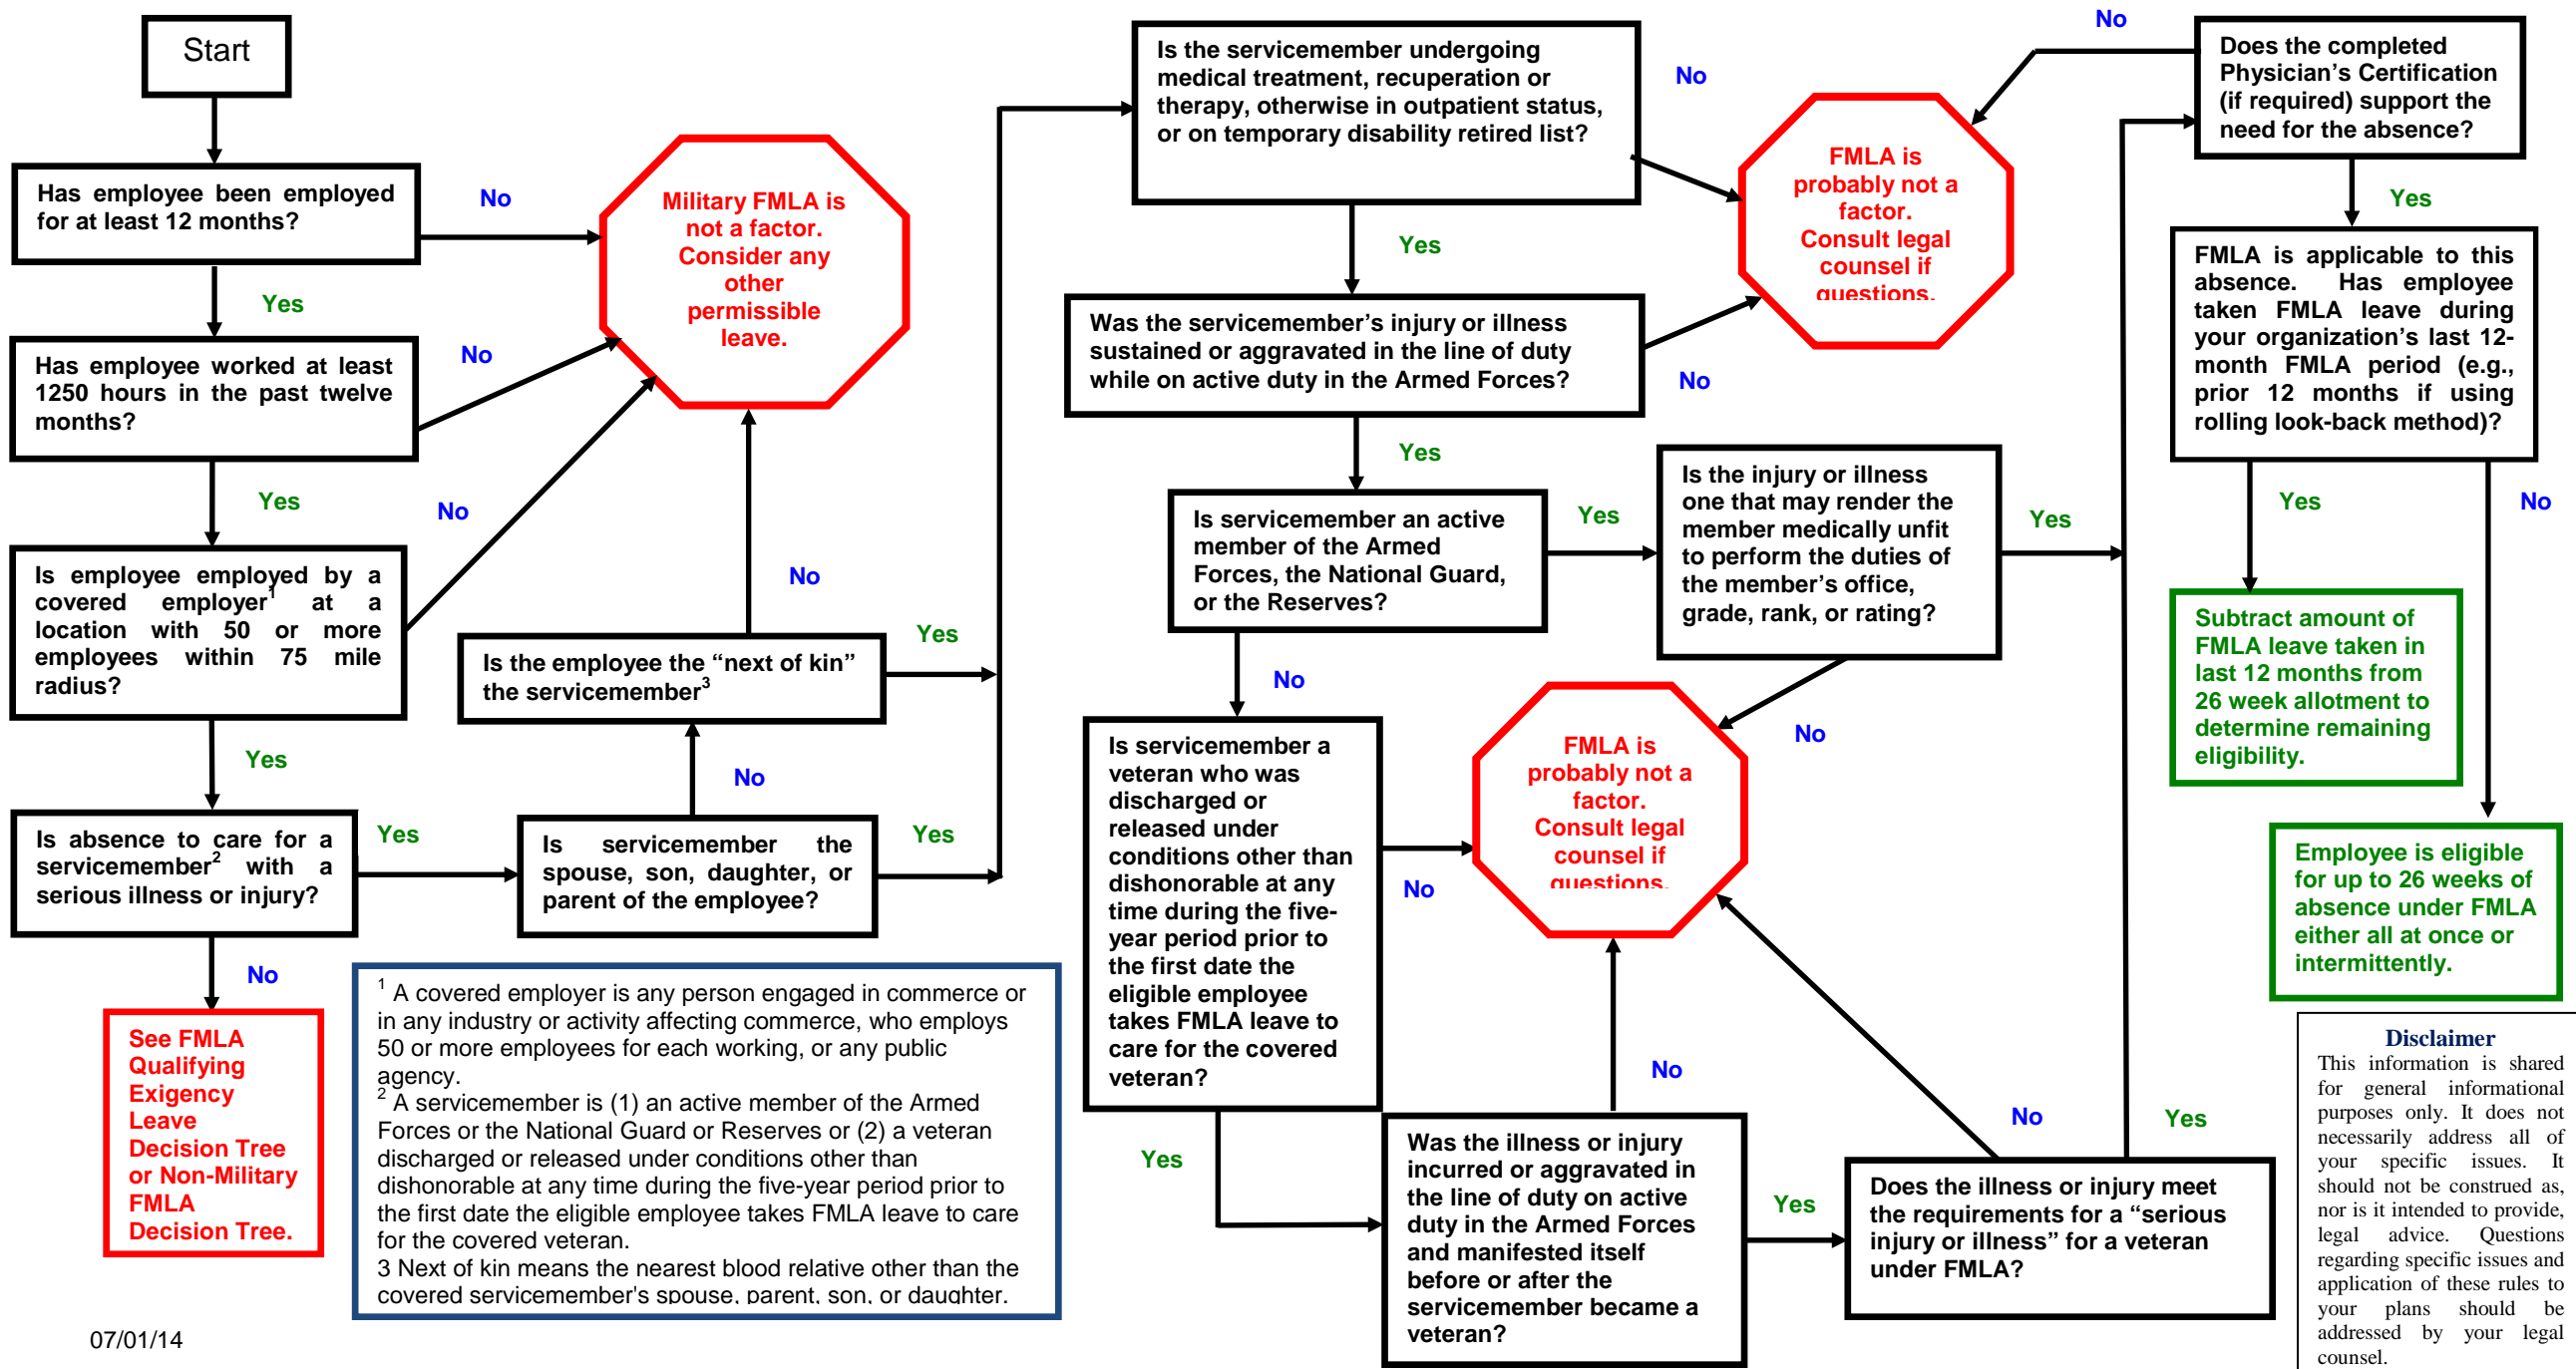 Start
Has employee been employed
for at least 12 months?
No
Yes
Has employee worked at least
1250 hours in the past twelve
months?
No
Yes
Is employee employed by a
covered employer1 at a
location with 50 or more
employees within 75 mile
radius?
No
Yes
Is absence to care for a
servicemember2 with a
serious illness or injury?
Yes
No
See FMLA
Qualifying
Exigency
Leave
Decision Tree
or Non-Military
FMLA
Decision Tree.
Military FMLA is
not a factor.
Consider any
other
permissible
leave.
No
Is the employee the “next of kin”
the servicemember3
Yes
No
Is servicemember the
spouse, son, daughter, or
parent of the employee?
Yes
1 A covered employer is any person engaged in commerce or
in any industry or activity affecting commerce, who employs
50 or more employees for each working, or any public
agency.
2 A servicemember is (1) an active member of the Armed
Forces or the National Guard or Reserves or (2) a veteran
discharged or released under conditions other than
dishonorable at any time during the five-year period prior to
the first date the eligible employee takes FMLA leave to care
for the covered veteran.
3 Next of kin means the nearest blood relative other than the
covered servicemember's spouse, parent, son, or daughter.
07/01/14
Is the servicemember undergoing
medical treatment, recuperation or
therapy, otherwise in outpatient status,
or on temporary disability retired list?
No
Yes
FMLA is
probably not a
factor.
Consult legal
counsel if
questions.
Was the servicemember’s injury or illness
sustained or aggravated in the line of duty
while on active duty in the Armed Forces?
No
Yes
Is servicemember an active
member of the Armed
Forces, the National Guard,
or the Reserves?
Yes
No
Is the injury or illness
one that may render the
member medically unfit
to perform the duties of
the member’s office,
grade, rank, or rating?
Yes
No
Is servicemember a
veteran who was
discharged or
released under
conditions other than
dishonorable at any
time during the five-
year period prior to
the first date the
eligible employee
takes FMLA leave to
care for the covered
veteran?
No
Yes
FMLA is
probably not a
factor.
Consult legal
counsel if
questions.
No
Was the illness or injury
incurred or aggravated in
the line of duty on active
duty in the Armed Forces
and manifested itself
before or after the
servicemember became a
veteran?
Yes
No
Does the illness or injury meet
the requirements for a “serious
injury or illness” for a veteran
under FMLA?
Yes
No
Does the completed
Physician’s Certification
(if required) support the
need for the absence?
Yes
FMLA is applicable to this
absence. Has employee
taken FMLA leave during
your organization’s last 12-
month FMLA period (e.g.,
prior 12 months if using
rolling look-back method)?
Yes
No
Subtract amount of
FMLA leave taken in
last 12 months from
26 week allotment to
determine remaining
eligibility.
Employee is eligible
for up to 26 weeks of
absence under FMLA
either all at once or
intermittently.
Disclaimer
This information is shared
for general informational
purposes only. It does not
necessarily address all of
your specific issues. It
should not be construed as,
nor is it intended to provide,
legal advice. Questions
regarding specific issues and
application of these rules to
your plans should be
addressed by your legal
counsel.